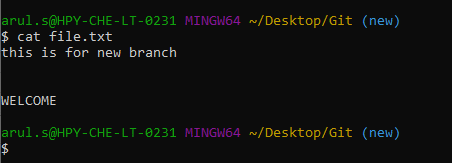 arul.s@HPY-CHE-LT-0231 MINGW64 ~/Desktop/Git (new)
$ cat file.txt
this is for new branch
WELCOME
arul.s@HPY-CHE-LT-0231 MINGW64 ~/Desktop/Git (new)
$